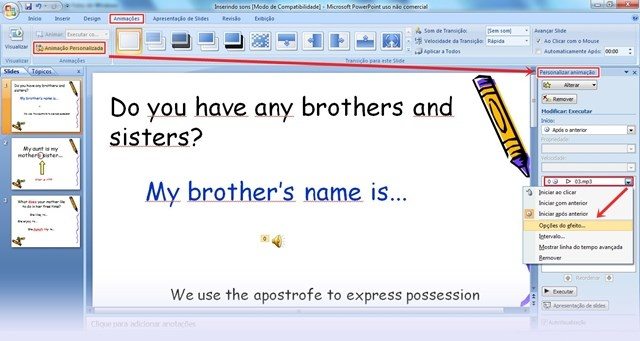 Inserindo sons [Modo de Compatibilidade] - Microsoft PowerPoint uso não comercial
Início Inserir Design Animações Apresentação de Slides Revisão Exibição
Visualizar
Animar: Executar co...
Animação Personalizada
Som de Transição: [Sem som]
Velocidade da Transição: Rápida
Aplicar a Todos
Avançar Slide
Ao Clicar com o Mouse
Automaticamente Após: 00:00
Visualizar Animações Transição para este Slide
Slides Tópicos
1
Do you have any brothers and sisters?
My brother's name is...
2
My aunt is my mother's sister...
3
What does your mother like to do in her free time?
Do you have any brothers and
sisters?
My brother's name is...
0
We use the apostrofe to express possession
Clique para adicionar anotações
Personalizar animação
Alterar
Remover
Modificar: Executar
Início:
Após o anterior
Propriedade:
Velocidade:
0 03.mp3
Iniciar ao clicar
Iniciar com anterior
Iniciar após anterior
Opções do efeito...
Intervalo...
Mostrar linha do tempo avançada
Remover
Reordenar
Executar
Apresentação de slides